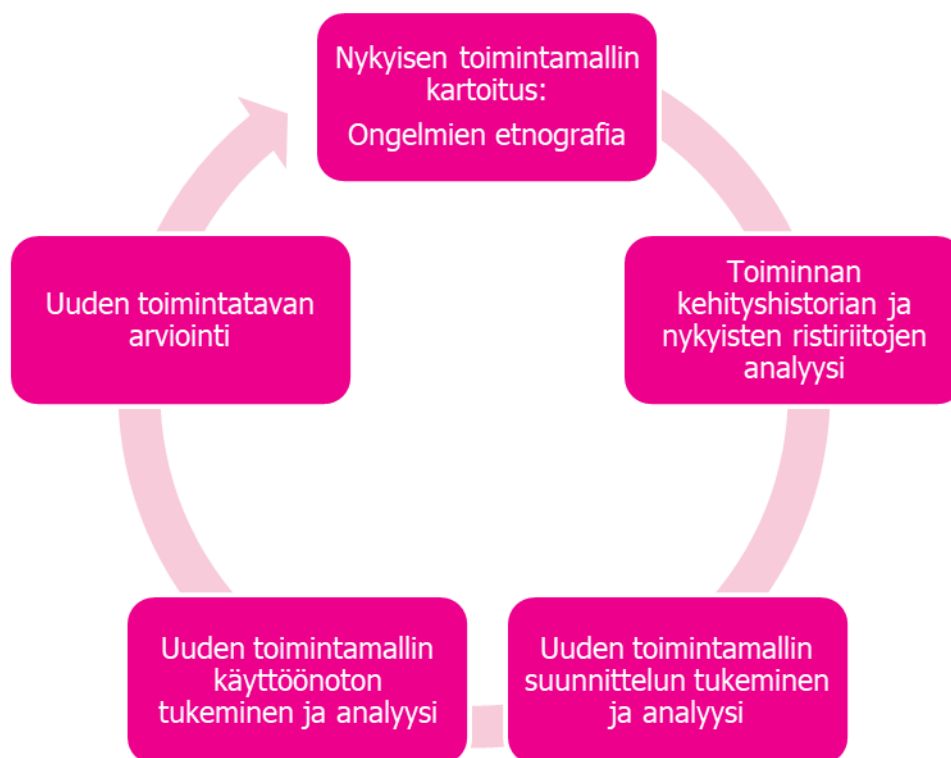 Nykyisen toimintamallin
kartoitus:
Ongelmien etnografia
Toiminnan
kehityshistorian ja
nykyisten ristiriitojen
analyysi
Uuden toimintamallin
suunnittelun tukeminen
ja analyysi
Uuden toimintamallin
käyttöönoton
tukeminen ja analyysi
Uuden toimintatavan
arviointi